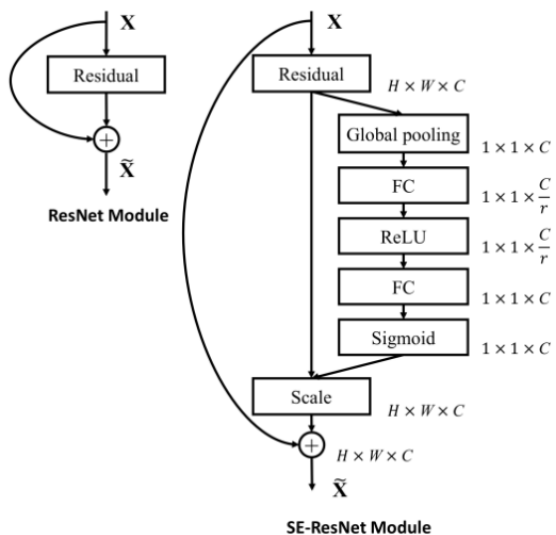 X
Residual
+
X̃
ResNet Module
X
Residual
H × W × C
Global pooling
1 × 1 × C
FC
1 × 1 × C/r
ReLU
1 × 1 × C/r
FC
1 × 1 × C
Sigmoid
1 × 1 × C
Scale
H × W × C
+
H × W × C
X̃
SE-ResNet Module